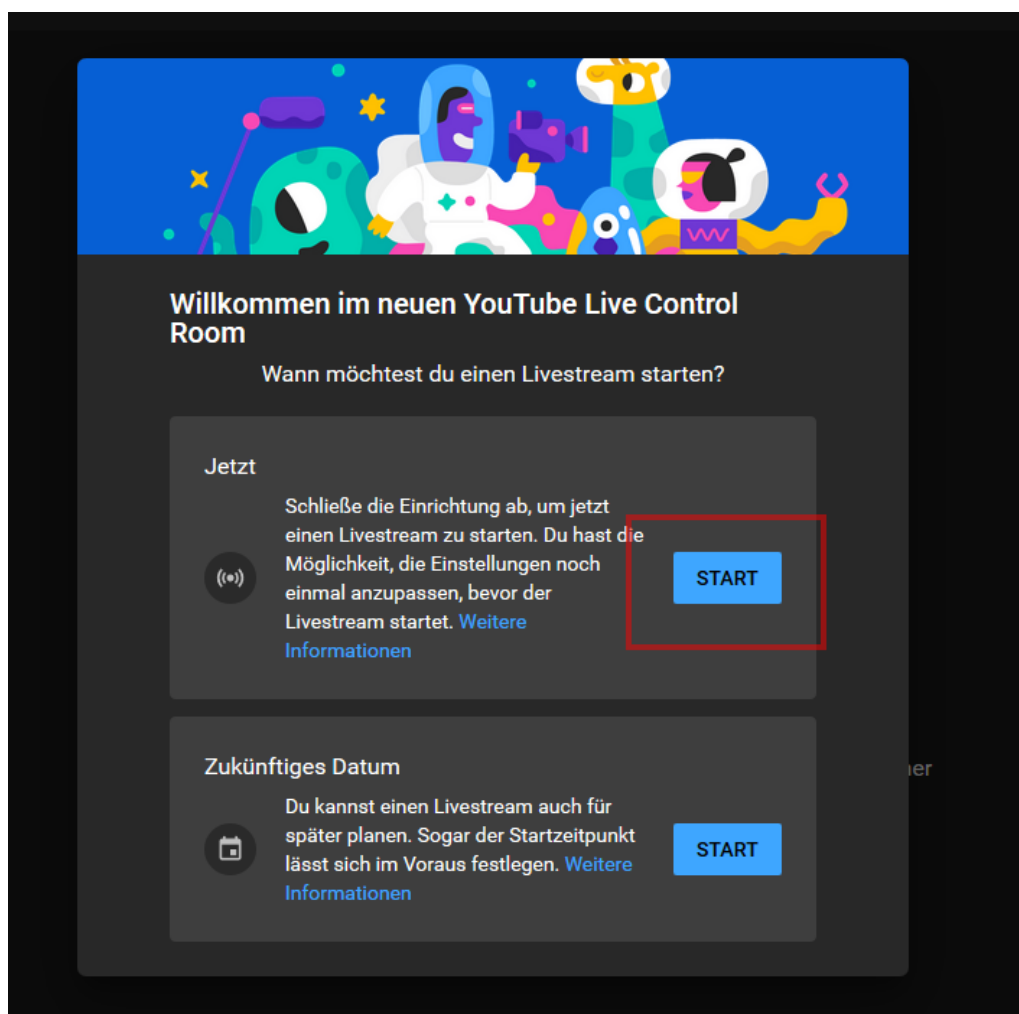 Willkommen im neuen YouTube Live Control
Room
Wann möchtest du einen Livestream starten?
Jetzt
Schließe die Einrichtung ab, um jetzt
einen Livestream zu starten. Du hast die
Möglichkeit, die Einstellungen noch
einmal anzupassen, bevor der
Livestream startet. Weitere
Informationen
START
Zukünftiges Datum
Du kannst einen Livestream auch für
später planen. Sogar der Startzeitpunkt
lässt sich im Voraus festlegen. Weitere
Informationen
START